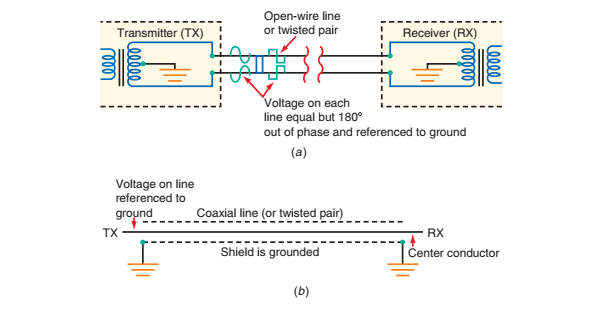 Open-wire line
or twisted pair
Transmitter (TX)
Receiver (RX)
Voltage on each
line equal but 180°
out of phase and referenced to ground
(a)
Voltage on line
referenced to
ground
Coaxial line (or twisted pair)
TX
RX
Shield is grounded
Center conductor
(b)